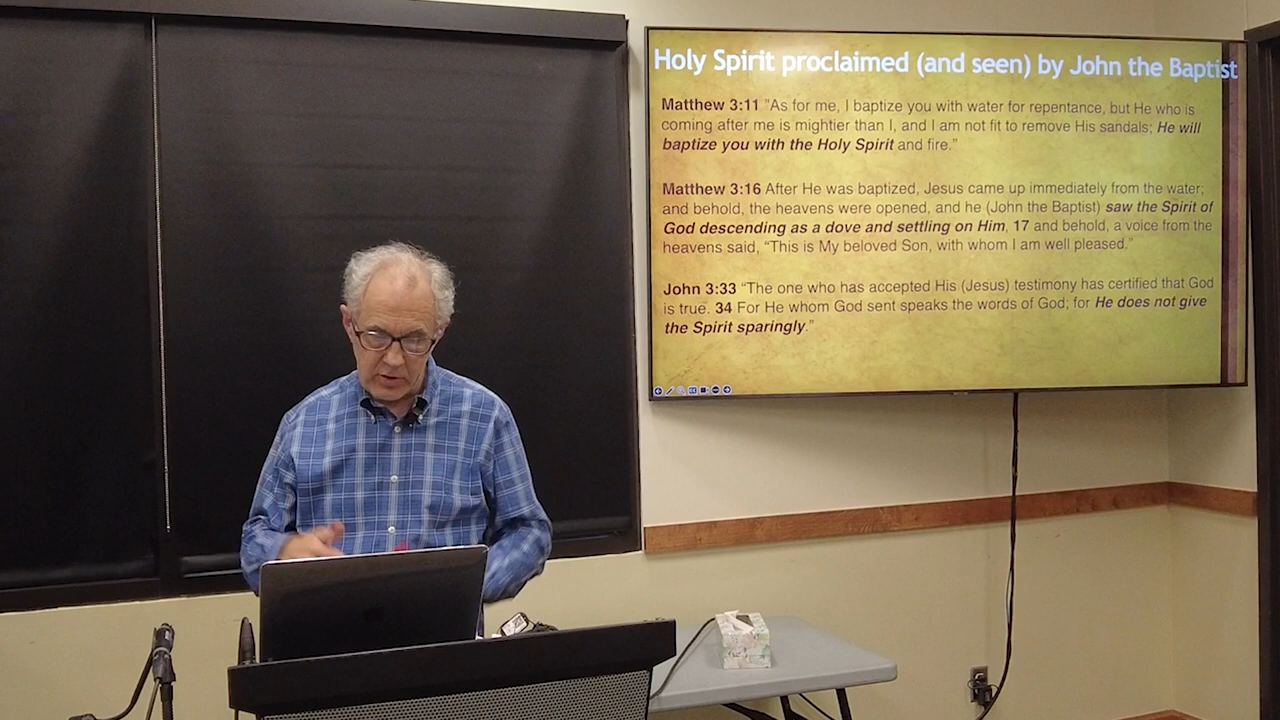 Holy Spirit proclaimed (and seen) by John the Baptist
Matthew 3:11 "As for me, I baptize you with water for repentance, but He who is
coming after me is mightier than I, and I am not fit to remove His sandals; He will
baptize you with the Holy Spirit and fire."
Matthew 3:16 After He was baptized, Jesus came up immediately from the water;
and behold, the heavens were opened, and he (John the Baptist) saw the Spirit of
God descending as a dove and settling on Him, 17 and behold, a voice from the
heavens said, "This is My beloved Son, with whom I am well pleased."
John 3:33 "The one who has accepted His (Jesus) testimony has certified that God
is true. 34 For He whom God sent speaks the words of God; for He does not give
the Spirit sparingly."